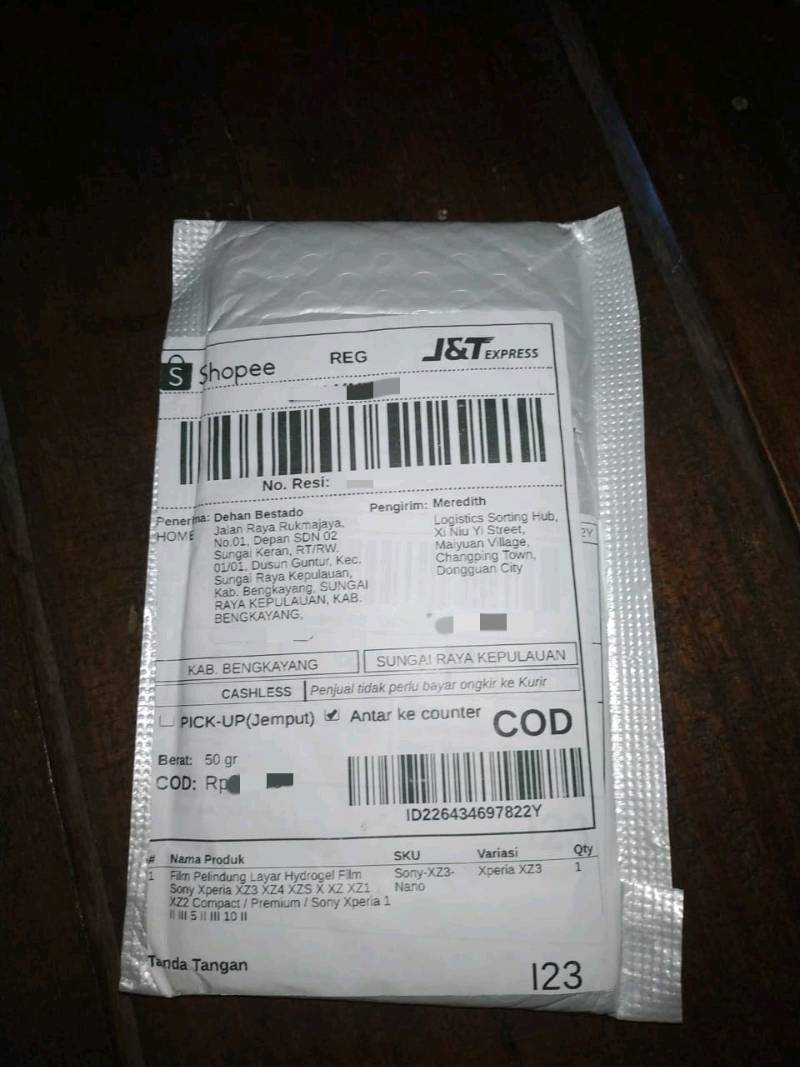 Shopee
REG
J&T EXPRESS
No. Resi:
Penerima: Dehan Bestado
HOME
Jalan Raya Rukmajaya,
No.01, Depan SDN 02
Sungai Keran, RT/RW.
01/01, Dusun Guntur, Kec.
Sungai Raya Kepulauan,
Kab. Bengkayang, SUNGAI
RAYA KEPULAUAN, KAB.
BENGKAYANG,
Pengirim: Meredith
Logistics Sorting Hub,
Xi Niu Yi Street,
Maiyuan Village,
Changping Town,
Dongguan City
2Y
KAB. BENGKAYANG
SUNGAI RAYA KEPULAUAN
CASHLESS
Penjual tidak perlu bayar ongkir ke Kurir
PICK-UP(Jemput)
Antar ke counter
COD
Berat: 50 gr
COD: Rp
ID226434697822Y
# Nama Produk SKU Variasi Qty
1 Film Pelindung Layar Hydrogel Film Sony-XZ3- Xperia XZ3 1
Sony Xperia XZ3 XZ4 XZS X XZ XZ1 Nano
XZ2 Compact / Premium / Sony Xperia 1
II III 5 II III 10 II
Tanda Tangan
I23